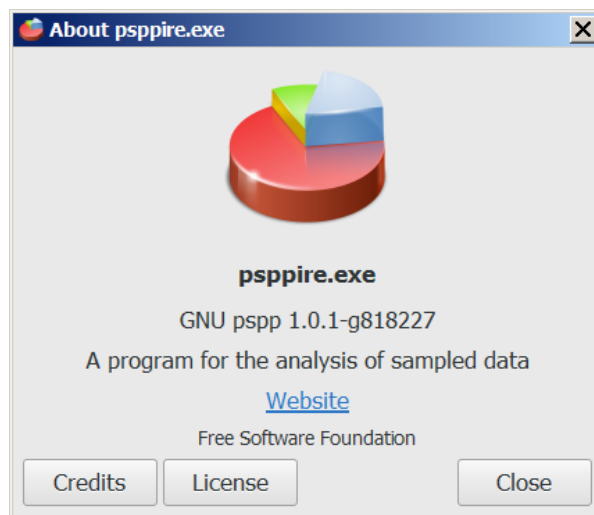 About psppire.exe
psppire.exe
GNU pspp 1.0.1-g818227
A program for the analysis of sampled data
Website
Free Software Foundation
Credits License Close